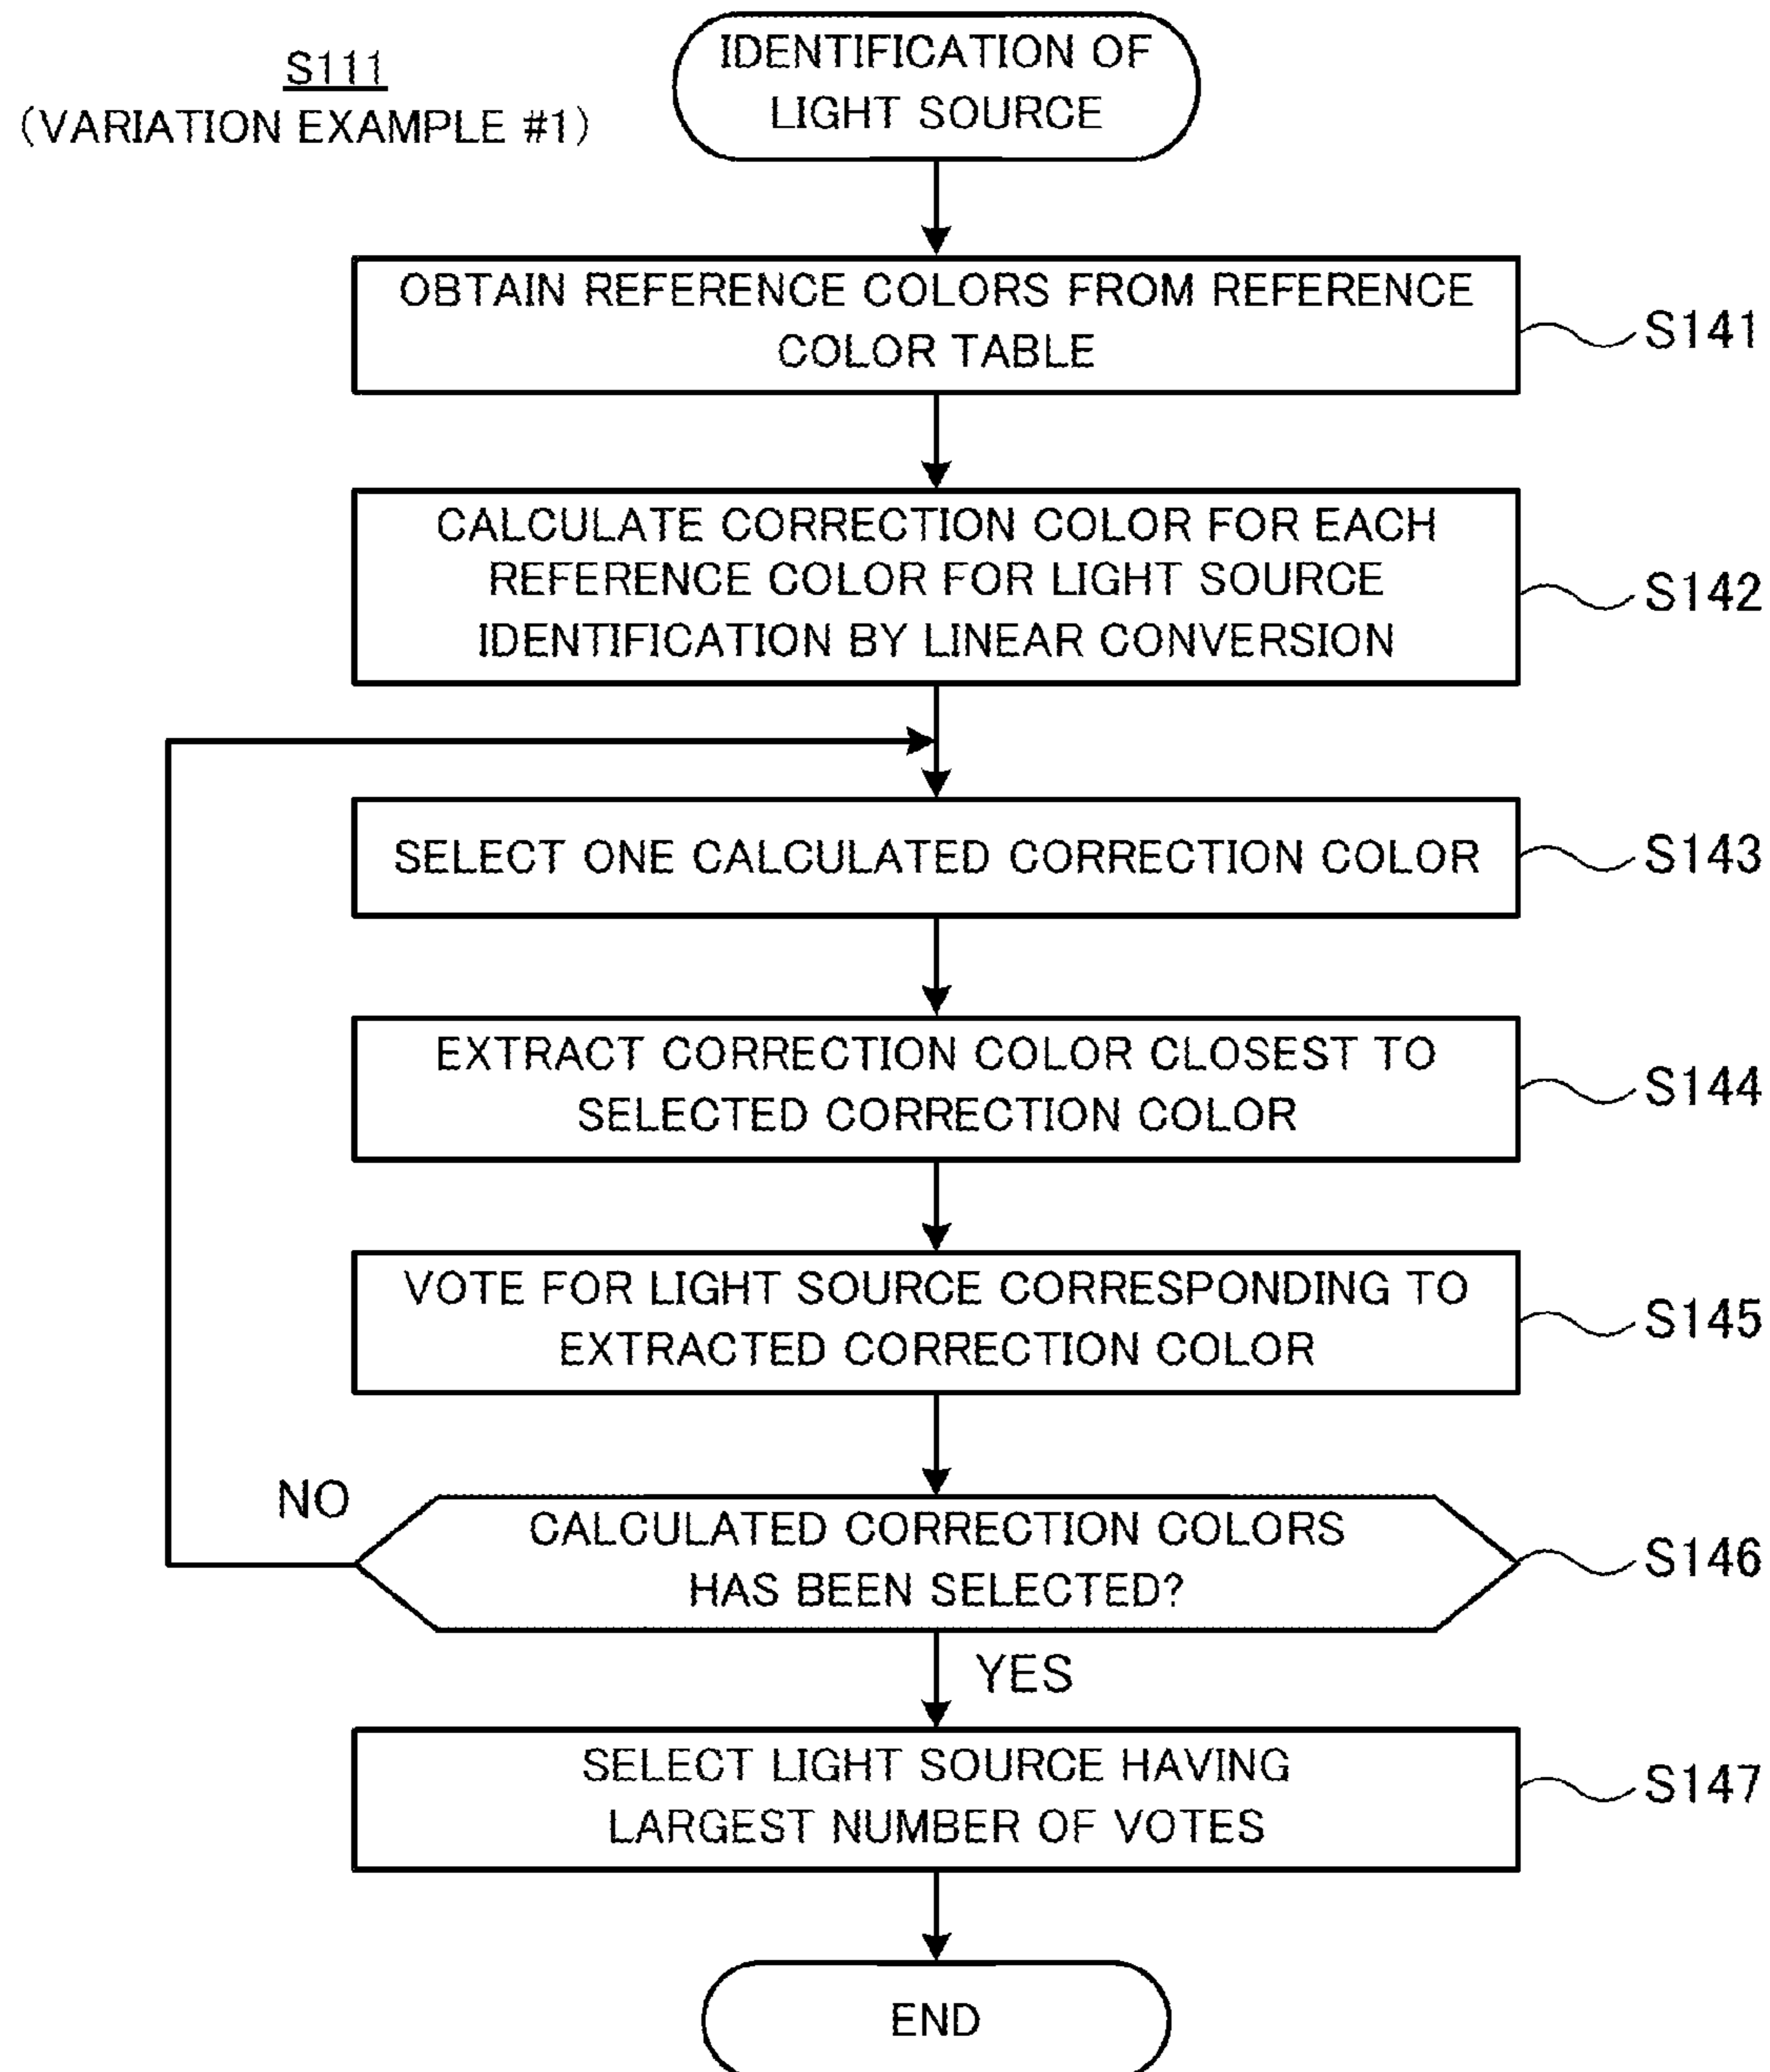 S111
(VARIATION EXAMPLE #1)
IDENTIFICATION OF
LIGHT SOURCE
OBTAIN REFERENCE COLORS FROM REFERENCE
COLOR TABLE
S141
CALCULATE CORRECTION COLOR FOR EACH
REFERENCE COLOR FOR LIGHT SOURCE
IDENTIFICATION BY LINEAR CONVERSION
S142
SELECT ONE CALCULATED CORRECTION COLOR
S143
EXTRACT CORRECTION COLOR CLOSEST TO
SELECTED CORRECTION COLOR
S144
VOTE FOR LIGHT SOURCE CORRESPONDING TO
EXTRACTED CORRECTION COLOR
S145
NO
CALCULATED CORRECTION COLORS
HAS BEEN SELECTED?
S146
YES
SELECT LIGHT SOURCE HAVING
LARGEST NUMBER OF VOTES
S147
END